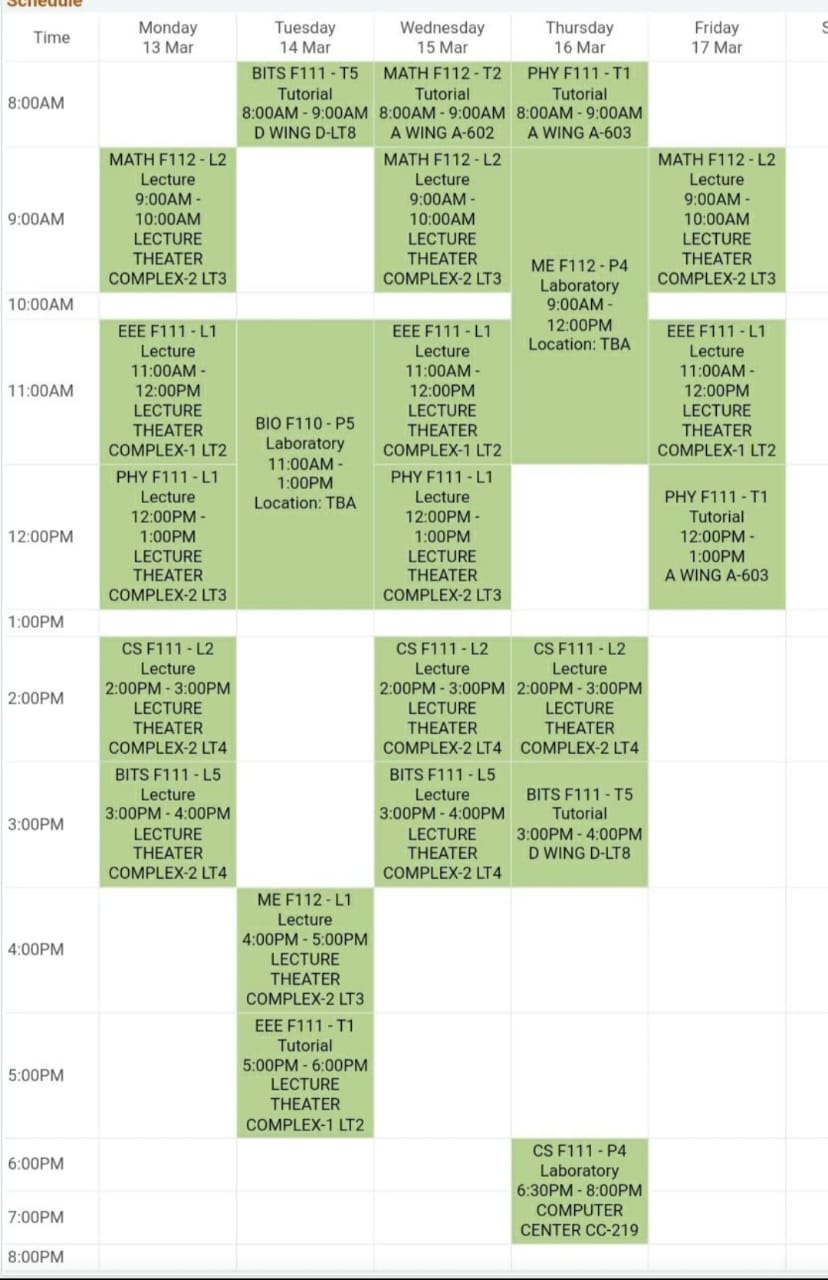 Schedule
Time
Monday
13 Mar
Tuesday
14 Mar
Wednesday
15 Mar
Thursday
16 Mar
Friday
17 Mar
S
8:00AM
BITS F111 - T5
Tutorial
8:00AM - 9:00AM
D WING D-LT8
MATH F112 - T2
Tutorial
8:00AM - 9:00AM
A WING A-602
PHY F111 - T1
Tutorial
8:00AM - 9:00AM
A WING A-603
9:00AM
MATH F112 - L2
Lecture
9:00AM -
10:00AM
LECTURE
THEATER
COMPLEX-2 LT3
MATH F112 - L2
Lecture
9:00AM -
10:00AM
LECTURE
THEATER
COMPLEX-2 LT3
ME F112 - P4
Laboratory
9:00AM -
12:00PM
Location: TBA
MATH F112 - L2
Lecture
9:00AM -
10:00AM
LECTURE
THEATER
COMPLEX-2 LT3
10:00AM
11:00AM
EEE F111 - L1
Lecture
11:00AM -
12:00PM
LECTURE
THEATER
COMPLEX-1 LT2
BIO F110 - P5
Laboratory
11:00AM -
1:00PM
Location: TBA
EEE F111 - L1
Lecture
11:00AM -
12:00PM
LECTURE
THEATER
COMPLEX-1 LT2
EEE F111 - L1
Lecture
11:00AM -
12:00PM
LECTURE
THEATER
COMPLEX-1 LT2
12:00PM
PHY F111 - L1
Lecture
12:00PM -
1:00PM
LECTURE
THEATER
COMPLEX-2 LT3
PHY F111 - L1
Lecture
12:00PM -
1:00PM
LECTURE
THEATER
COMPLEX-2 LT3
PHY F111 - T1
Tutorial
12:00PM -
1:00PM
A WING A-603
1:00PM
2:00PM
CS F111 - L2
Lecture
2:00PM - 3:00PM
LECTURE
THEATER
COMPLEX-2 LT4
CS F111 - L2
Lecture
2:00PM - 3:00PM
LECTURE
THEATER
COMPLEX-2 LT4
CS F111 - L2
Lecture
2:00PM - 3:00PM
LECTURE
THEATER
COMPLEX-2 LT4
3:00PM
BITS F111 - L5
Lecture
3:00PM - 4:00PM
LECTURE
THEATER
COMPLEX-2 LT4
BITS F111 - L5
Lecture
3:00PM - 4:00PM
LECTURE
THEATER
COMPLEX-2 LT4
BITS F111 - T5
Tutorial
3:00PM - 4:00PM
D WING D-LT8
4:00PM
ME F112 - L1
Lecture
4:00PM - 5:00PM
LECTURE
THEATER
COMPLEX-2 LT3
5:00PM
EEE F111 - T1
Tutorial
5:00PM - 6:00PM
LECTURE
THEATER
COMPLEX-1 LT2
6:00PM
CS F111 - P4
Laboratory
6:30PM - 8:00PM
COMPUTER
CENTER CC-219
7:00PM
8:00PM